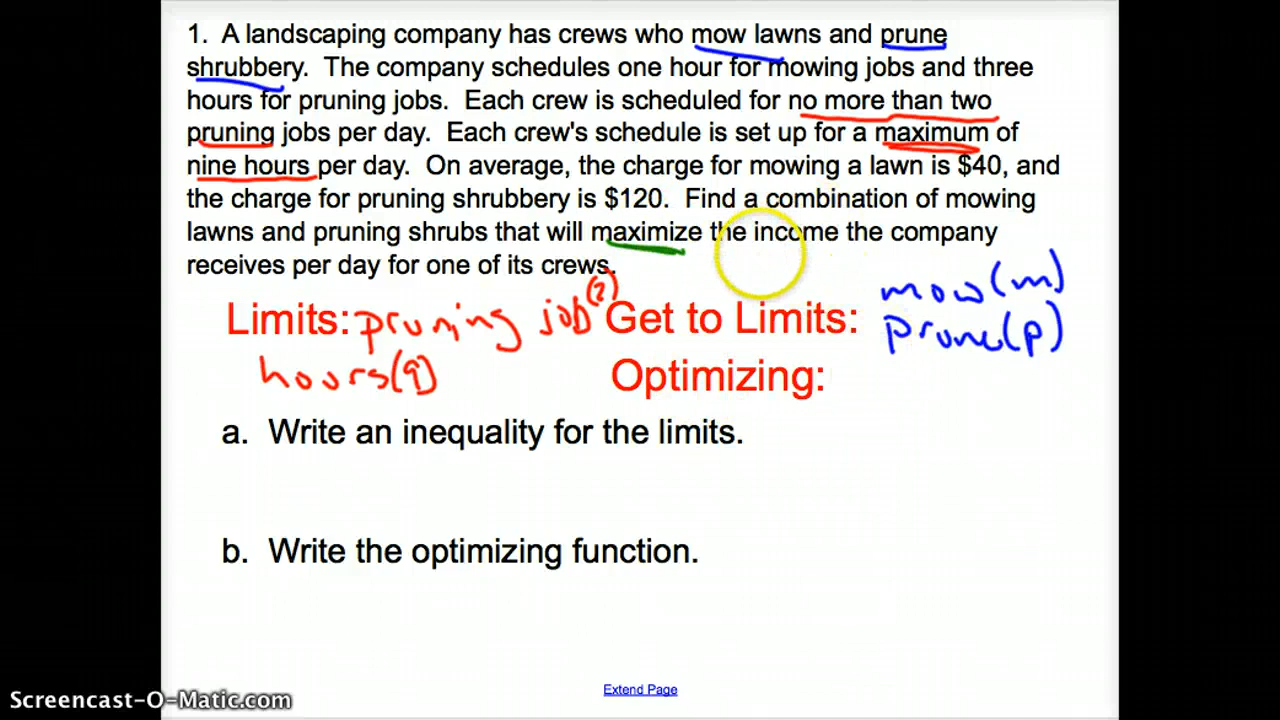 1. A landscaping company has crews who mow lawns and prune
shrubbery. The company schedules one hour for mowing jobs and three
hours for pruning jobs. Each crew is scheduled for no more than two
pruning jobs per day. Each crew's schedule is set up for a maximum of
nine hours per day. On average, the charge for mowing a lawn is $40, and
the charge for pruning shrubbery is $120. Find a combination of mowing
lawns and pruning shrubs that will maximize the income the company
receives per day for one of its crews.
Limits: pruning job (2) Get to Limits: mow (m)
prune (p)
hours (9) Optimizing:
a. Write an inequality for the limits.
b. Write the optimizing function.
Extend Page
Screencast-O-Matic.com